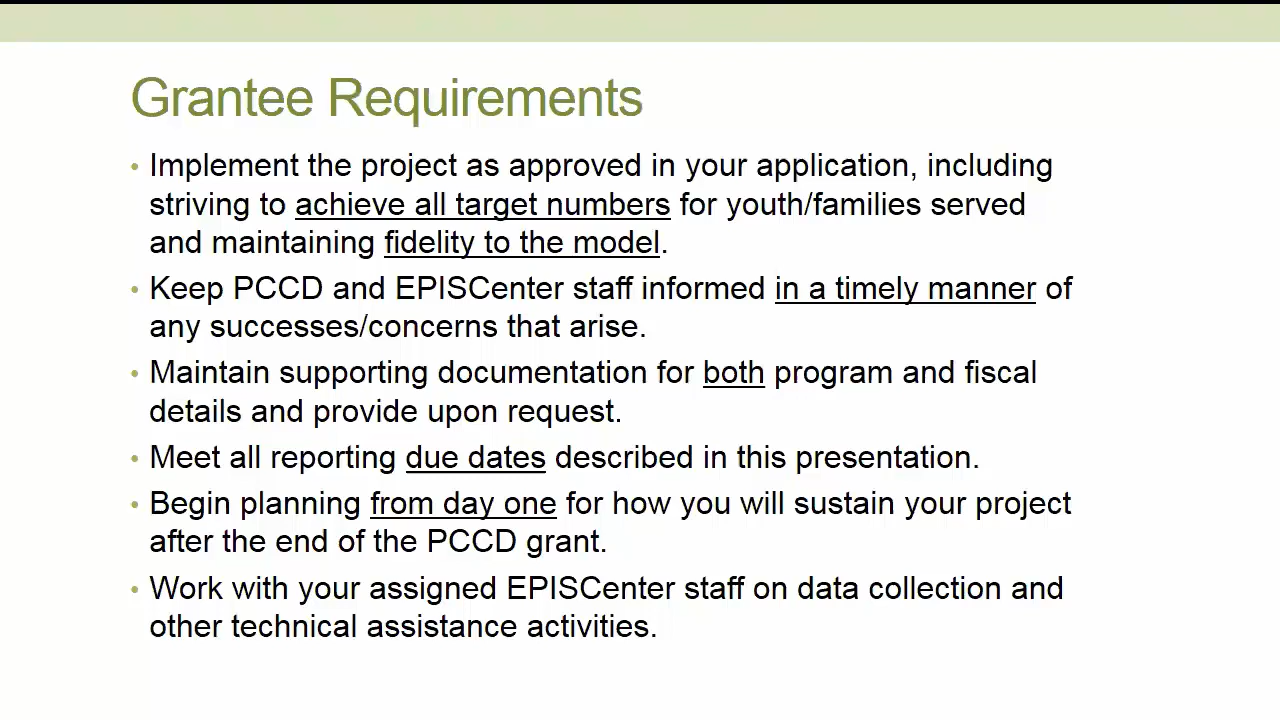 Grantee Requirements
• Implement the project as approved in your application, including
striving to achieve all target numbers for youth/families served
and maintaining fidelity to the model.
• Keep PCCD and EPISCenter staff informed in a timely manner of
any successes/concerns that arise.
• Maintain supporting documentation for both program and fiscal
details and provide upon request.
• Meet all reporting due dates described in this presentation.
• Begin planning from day one for how you will sustain your project
after the end of the PCCD grant.
• Work with your assigned EPISCenter staff on data collection and
other technical assistance activities.